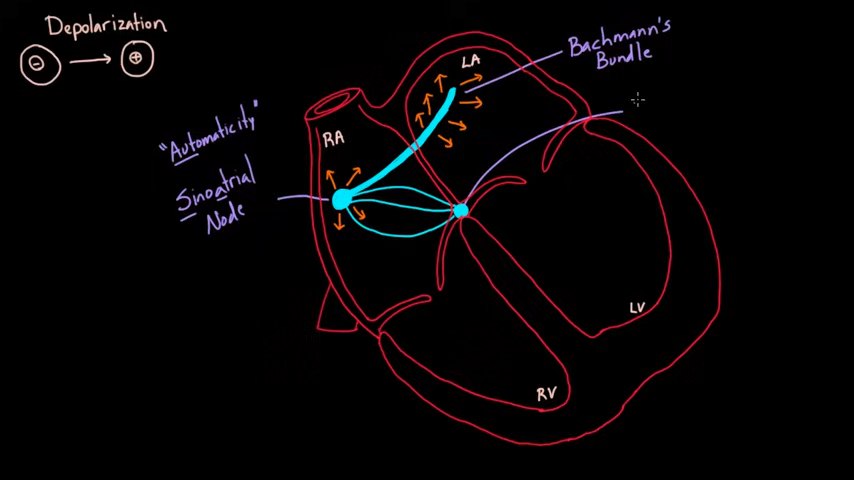 Depolarization
− → +
Bachmann's
Bundle
LA
"Automaticity"
RA
Sinoatrial
Node
LV
RV